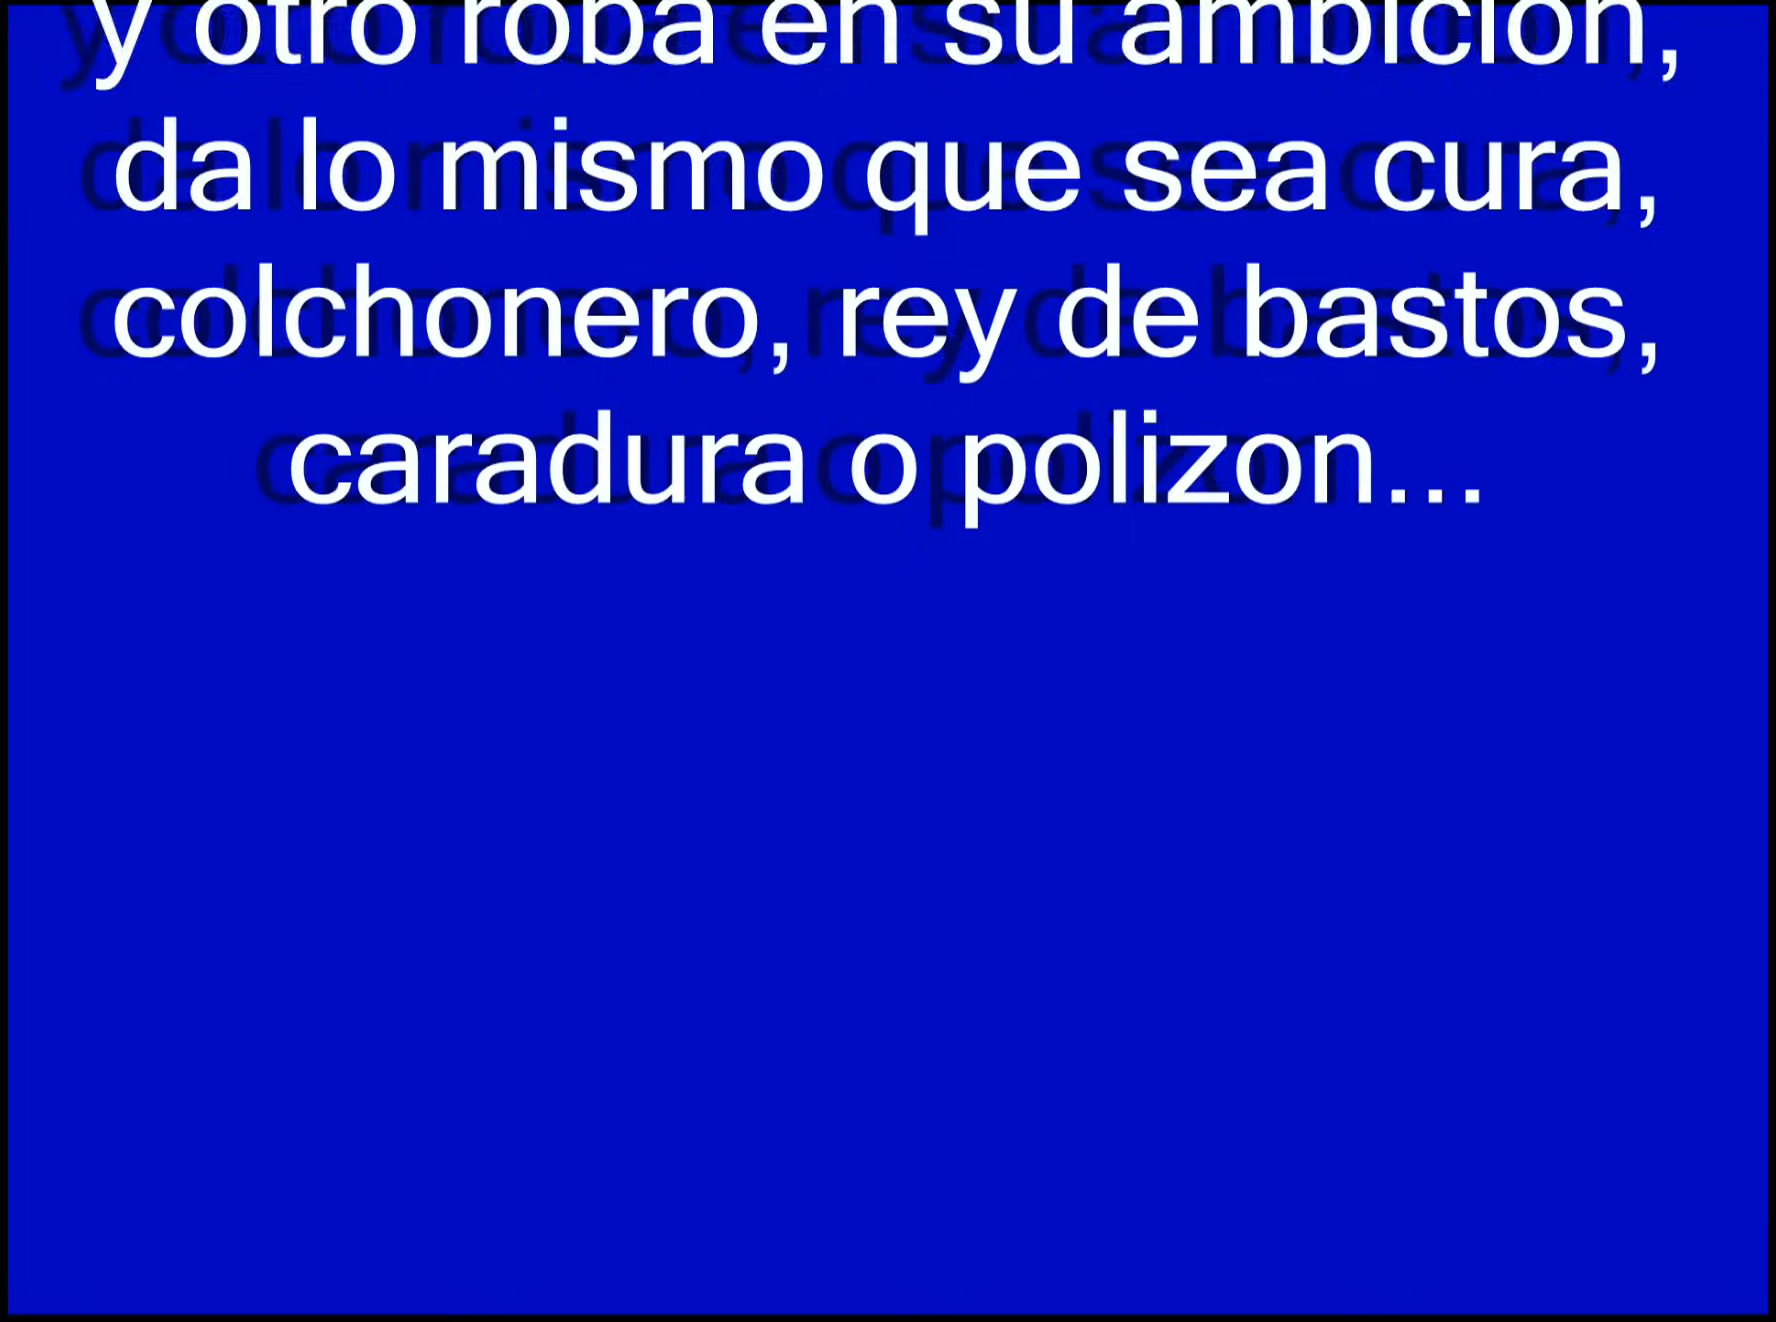 y otro roba en su ambicion,
da lo mismo que sea cura,
colchonero, rey de bastos,
caradura o polizon...